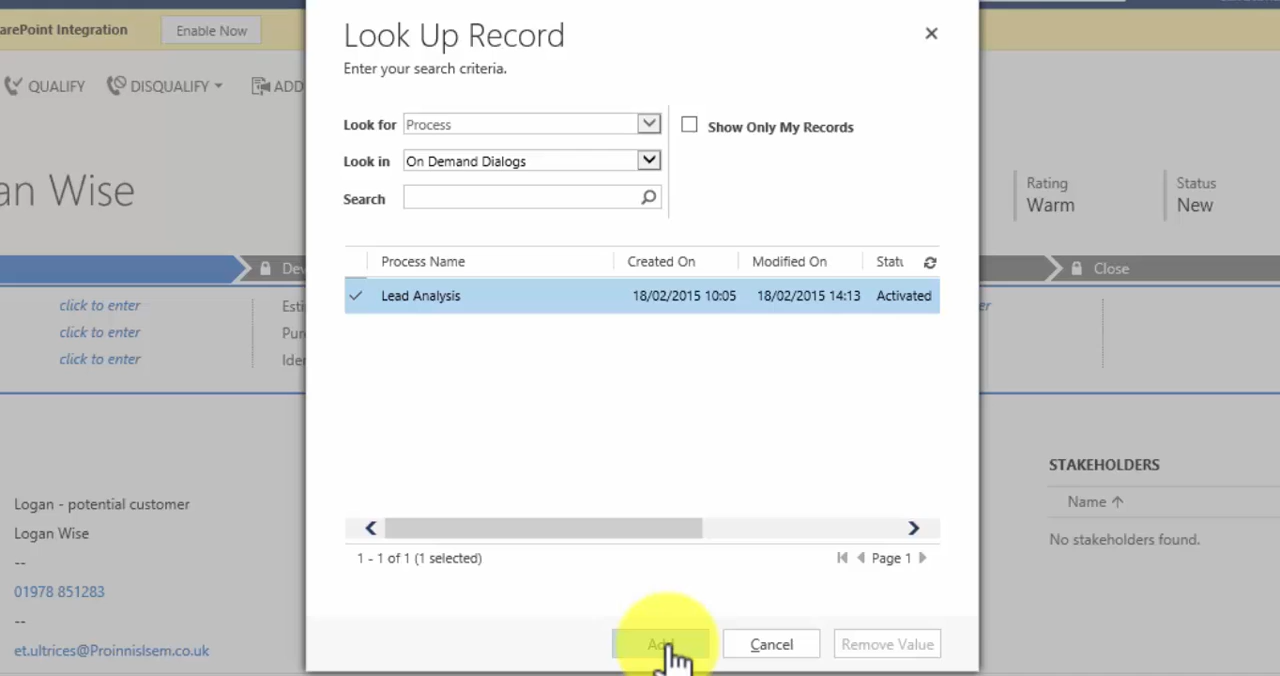 arePoint Integration
Enable Now
QUALIFY
DISQUALIFY
ADD
an Wise
Look Up Record
Enter your search criteria.
Look for Process
Show Only My Records
Look in On Demand Dialogs
Search
Rating
Warm
Status
New
Close
Process Name Created On Modified On
Lead Analysis 18/02/2015 10:05 18/02/2015 14:13 Activated
click to enter
click to enter
click to enter
1 - 1 of 1 (1 selected)
Page 1
Add Cancel Remove Value
Logan - potential customer
Logan Wise
--
01978 851283
--
et.ultrices@Proinnislsem.co.uk
STAKEHOLDERS
Name ↑
No stakeholders found.